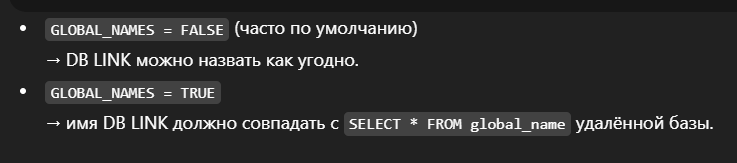 • GLOBAL_NAMES = FALSE (часто по умолчанию)
→ DB LINK можно назвать как угодно.
• GLOBAL_NAMES = TRUE
→ имя DB LINK должно совпадать с SELECT * FROM global_name удалённой базы.